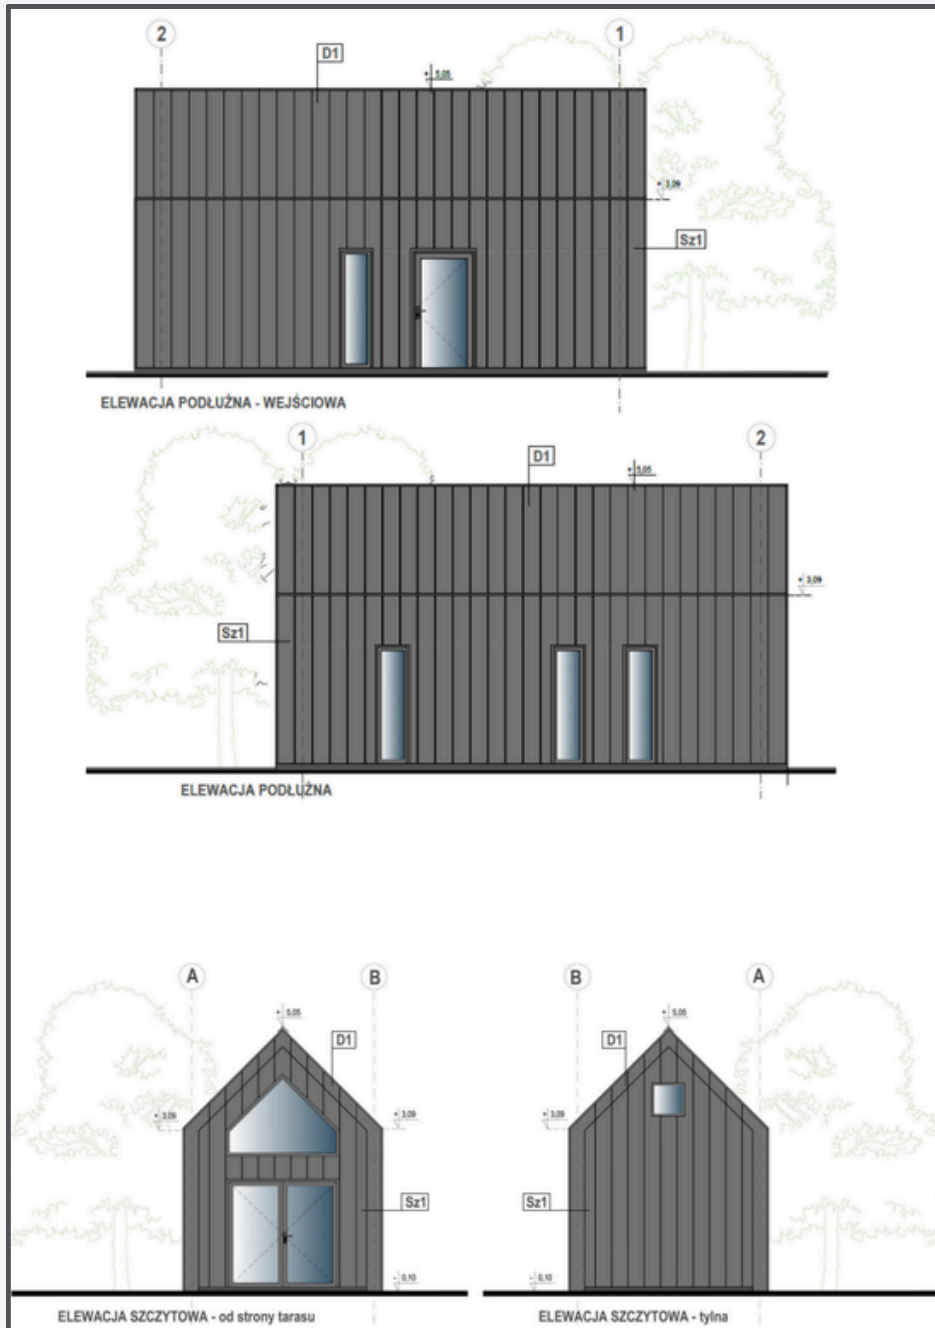 2
1
D1
+ 5,05
+ 3,09
Sz1
ELEWACJA PODŁUŻNA - WEJŚCIOWA
1
2
D1
+ 5,05
+ 3,09
Sz1
ELEWACJA PODŁUŻNA
A
B
B
A
+ 5,05
+ 5,05
D1
D1
+ 3,09
+ 3,09
+ 3,09
+ 3,09
Sz1
Sz1
- 0,10
- 0,10
ELEWACJA SZCZYTOWA - od strony tarasu
ELEWACJA SZCZYTOWA - tylna